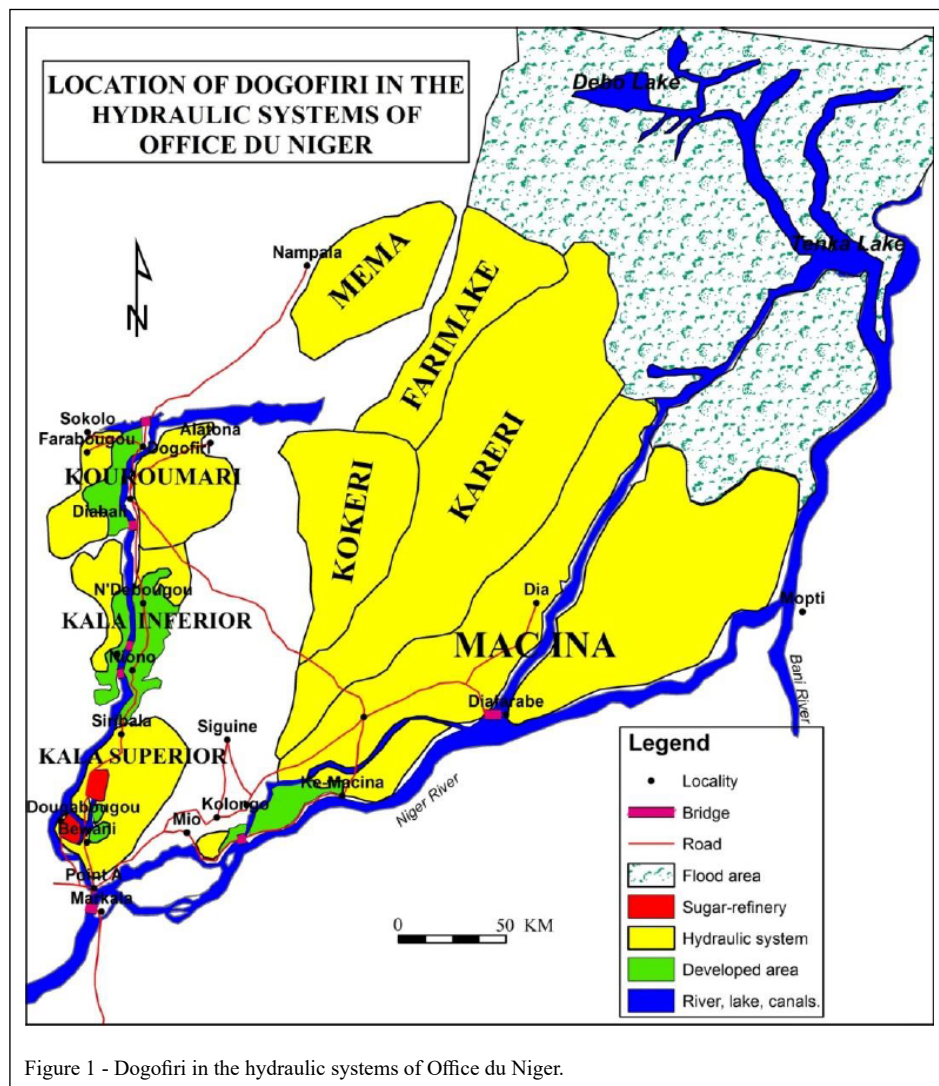 LOCATION OF DOGOFIRI IN THE
HYDRAULIC SYSTEMS OF
OFFICE DU NIGER
Debo Lake
Tenka Lake
Nampala
MEMA
N
FARIMAKE
Sokolo
Farabougou
Alatona
Dogofiri
KOUROUMARI
KARERI
KOKERI
Diabali
N'Debougou
KALA INFERIOR
Dia
Mopti
MACINA
Niono
Bani River
Diafarabe
Siribala
Siguine
KALA SUPERIOR
Legend
Locality
Bridge
Road
Flood area
Sugar-refinery
Hydraulic system
Developed area
River, lake, canals.
Ke-Macina
Niger River
Dougabougou
Kolongo
Bewani
Mio
Point A
Markala
0 50 KM
Figure 1 - Dogofiri in the hydraulic systems of Office du Niger.